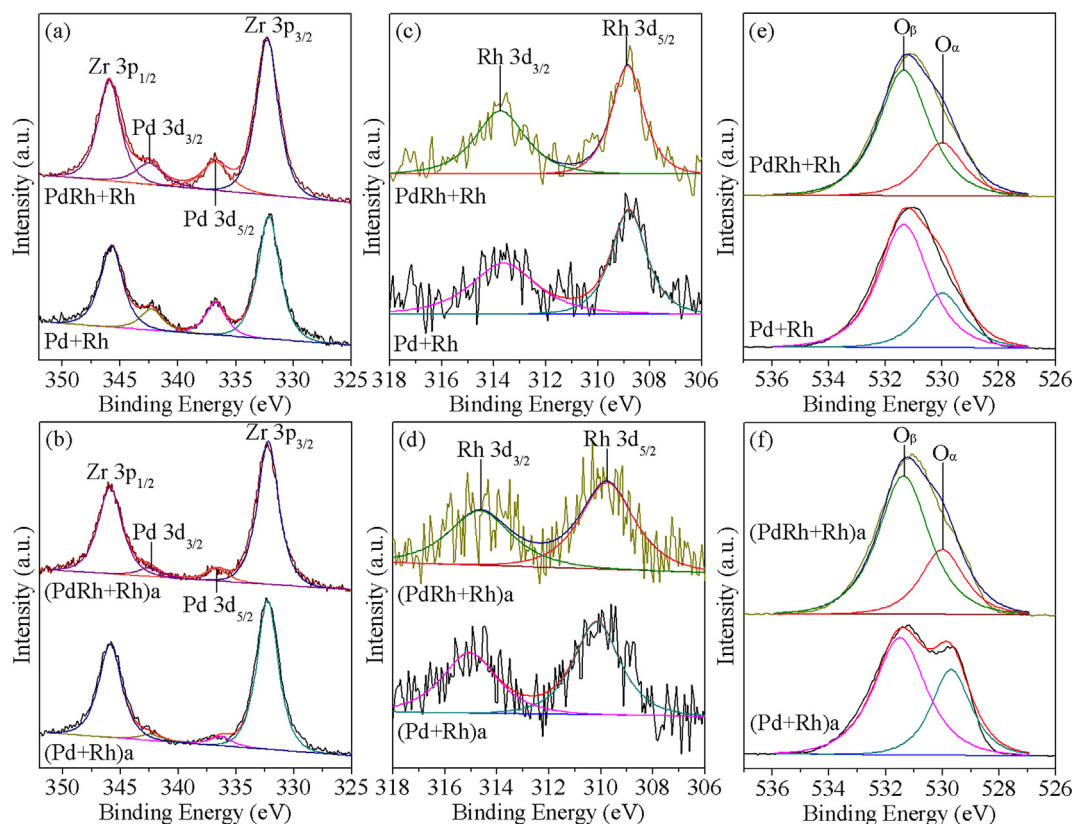 (a)
Zr 3p3/2
Zr 3p1/2
Pd 3d3/2
PdRh+Rh
Pd 3d5/2
Pd+Rh
350 345 340 335 330 325
Binding Energy (eV)
Intensity (a.u.)
(c)
Rh 3d5/2
Rh 3d3/2
PdRh+Rh
Pd+Rh
318 316 314 312 310 308 306
Binding Energy (eV)
Intensity (a.u.)
(e)
Oβ
Oα
PdRh+Rh
Pd+Rh
536 534 532 530 528 526
Binding Energy (eV)
Intensity (a.u.)
(b)
Zr 3p3/2
Zr 3p1/2
Pd 3d3/2
(PdRh+Rh)a
Pd 3d5/2
(Pd+Rh)a
350 345 340 335 330 325
Binding Energy (eV)
Intensity (a.u.)
(d)
Rh 3d5/2
Rh 3d3/2
(PdRh+Rh)a
(Pd+Rh)a
318 316 314 312 310 308 306
Binding Energy (eV)
Intensity (a.u.)
(f)
Oβ
Oα
(PdRh+Rh)a
(Pd+Rh)a
536 534 532 530 528 526
Binding Energy (eV)
Intensity (a.u.)